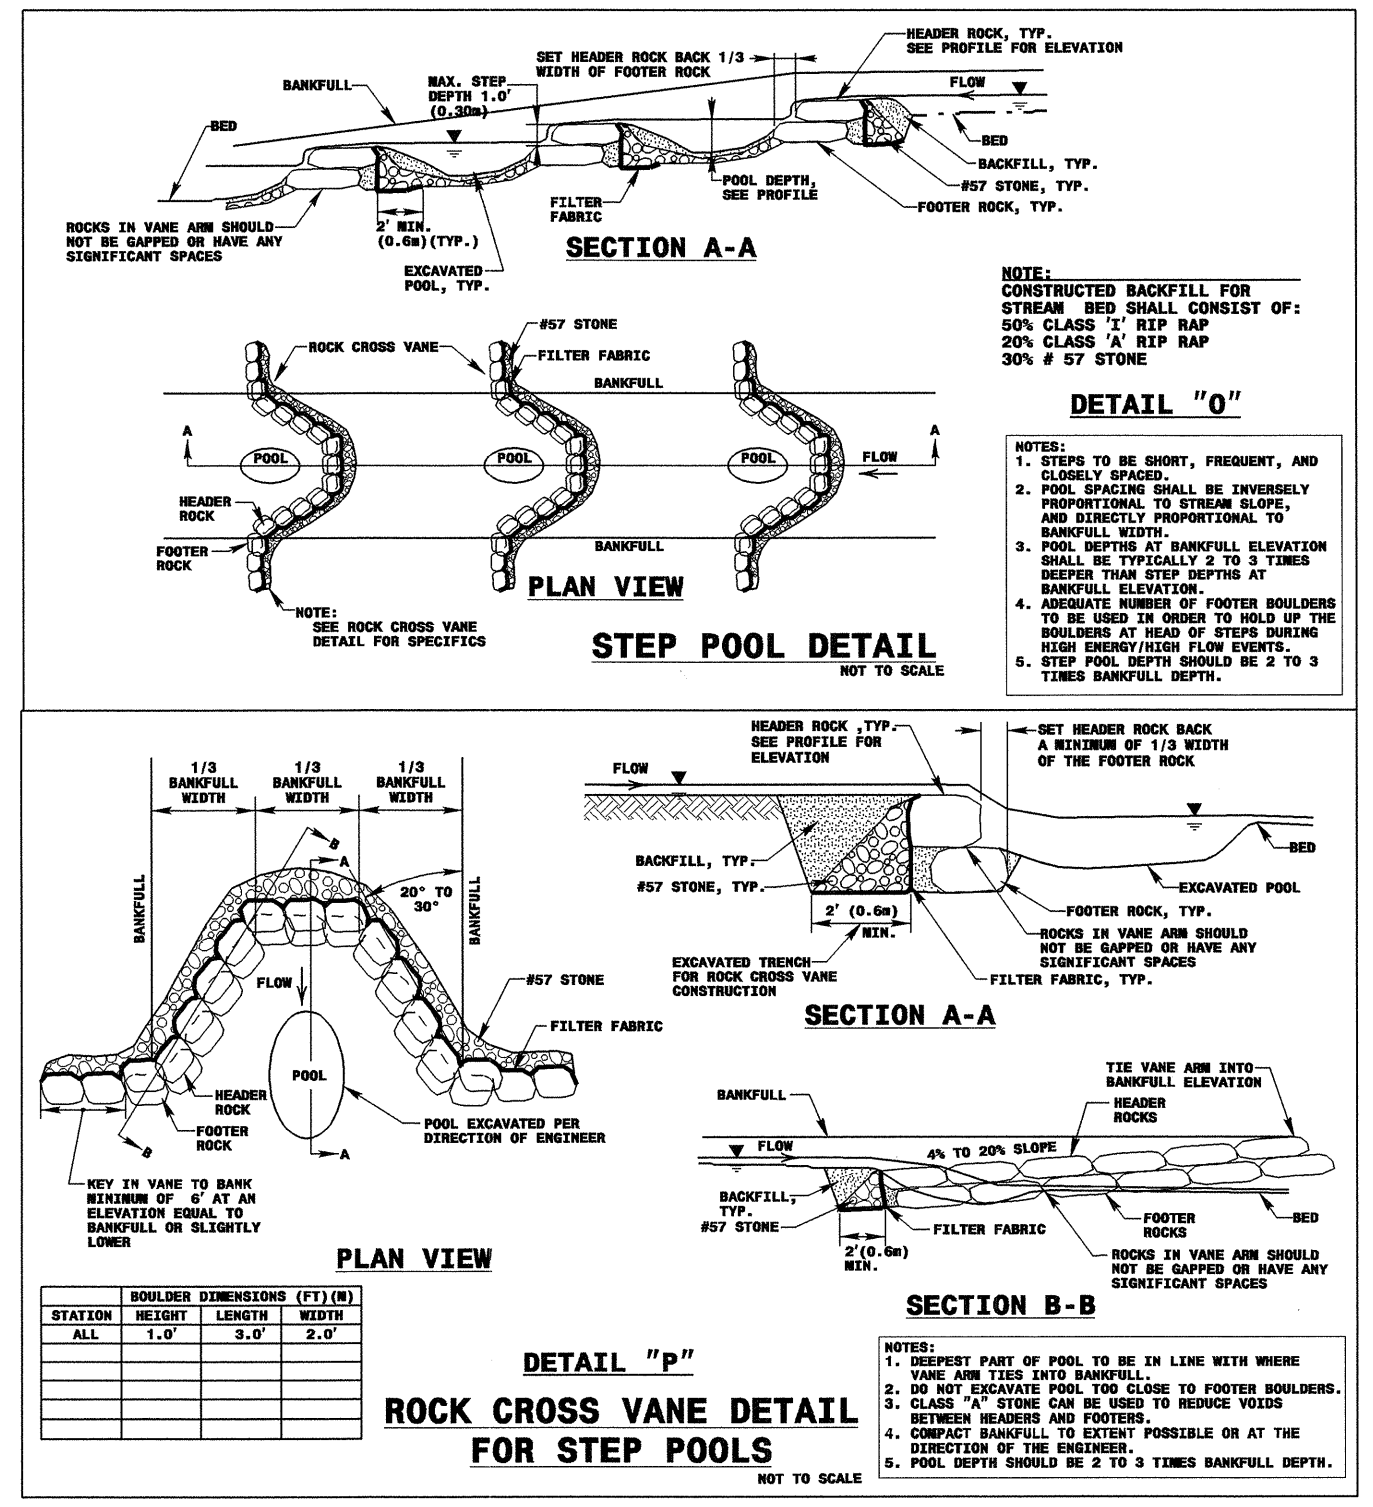 HEADER ROCK, TYP.
SEE PROFILE FOR ELEVATION
SET HEADER ROCK BACK 1/3
WIDTH OF FOOTER ROCK
FLOW
BANKFULL
MAX. STEP
DEPTH 1.0'
(0.30m)
BED
BED
BACKFILL, TYP.
#57 STONE, TYP.
FOOTER ROCK, TYP.
POOL DEPTH,
SEE PROFILE
FILTER
FABRIC
ROCKS IN VANE ARM SHOULD
NOT BE GAPPED OR HAVE ANY
SIGNIFICANT SPACES
2' MIN.
(0.6m)(TYP.)
EXCAVATED
POOL, TYP.
SECTION A-A
NOTE:
CONSTRUCTED BACKFILL FOR
STREAM BED SHALL CONSIST OF:
50% CLASS 'I' RIP RAP
20% CLASS 'A' RIP RAP
30% # 57 STONE
DETAIL "O"
#57 STONE
ROCK CROSS VANE
FILTER FABRIC
BANKFULL
A
A
POOL
POOL
POOL
FLOW
HEADER
ROCK
FOOTER
ROCK
BANKFULL
PLAN VIEW
NOTE:
SEE ROCK CROSS VANE
DETAIL FOR SPECIFICS
STEP POOL DETAIL
NOT TO SCALE
NOTES:
1. STEPS TO BE SHORT, FREQUENT, AND
CLOSELY SPACED.
2. POOL SPACING SHALL BE INVERSELY
PROPORTIONAL TO STREAM SLOPE,
AND DIRECTLY PROPORTIONAL TO
BANKFULL WIDTH.
3. POOL DEPTHS AT BANKFULL ELEVATION
SHALL BE TYPICALLY 2 TO 3 TIMES
DEEPER THAN STEP DEPTHS AT
BANKFULL ELEVATION.
4. ADEQUATE NUMBER OF FOOTER BOULDERS
TO BE USED IN ORDER TO HOLD UP THE
BOULDERS AT HEAD OF STEPS DURING
HIGH ENERGY/HIGH FLOW EVENTS.
5. STEP POOL DEPTH SHOULD BE 2 TO 3
TIMES BANKFULL DEPTH.
1/3
BANKFULL
WIDTH
1/3
BANKFULL
WIDTH
1/3
BANKFULL
WIDTH
B
A
20° TO
30°
BANKFULL
BANKFULL
FLOW
#57 STONE
FILTER FABRIC
POOL
HEADER
ROCK
FOOTER
ROCK
POOL EXCAVATED PER
DIRECTION OF ENGINEER
B
A
KEY IN VANE TO BANK
MINIMUM OF 6' AT AN
ELEVATION EQUAL TO
BANKFULL OR SLIGHTLY
LOWER
PLAN VIEW
HEADER ROCK ,TYP.
SEE PROFILE FOR
ELEVATION
SET HEADER ROCK BACK
A MINIMUM OF 1/3 WIDTH
OF THE FOOTER ROCK
FLOW
BACKFILL, TYP.
#57 STONE, TYP.
BED
EXCAVATED POOL
2' (0.6m)
MIN.
FOOTER ROCK, TYP.
ROCKS IN VANE ARM SHOULD
NOT BE GAPPED OR HAVE ANY
SIGNIFICANT SPACES
EXCAVATED TRENCH
FOR ROCK CROSS VANE
CONSTRUCTION
FILTER FABRIC, TYP.
SECTION A-A
TIE VANE ARM INTO
BANKFULL ELEVATION
BANKFULL
HEADER
ROCKS
FLOW
4% TO 20% SLOPE
BACKFILL,
TYP.
#57 STONE
FILTER FABRIC
FOOTER
ROCKS
BED
2'(0.6m)
MIN.
ROCKS IN VANE ARM SHOULD
NOT BE GAPPED OR HAVE ANY
SIGNIFICANT SPACES
SECTION B-B
BOULDER DIMENSIONS (FT)(M)
STATION HEIGHT LENGTH WIDTH
ALL 1.0' 3.0' 2.0'
DETAIL "P"
ROCK CROSS VANE DETAIL
FOR STEP POOLS
NOT TO SCALE
NOTES:
1. DEEPEST PART OF POOL TO BE IN LINE WITH WHERE
VANE ARM TIES INTO BANKFULL.
2. DO NOT EXCAVATE POOL TOO CLOSE TO FOOTER BOULDERS.
3. CLASS "A" STONE CAN BE USED TO REDUCE VOIDS
BETWEEN HEADERS AND FOOTERS.
4. COMPACT BANKFULL TO EXTENT POSSIBLE OR AT THE
DIRECTION OF THE ENGINEER.
5. POOL DEPTH SHOULD BE 2 TO 3 TIMES BANKFULL DEPTH.